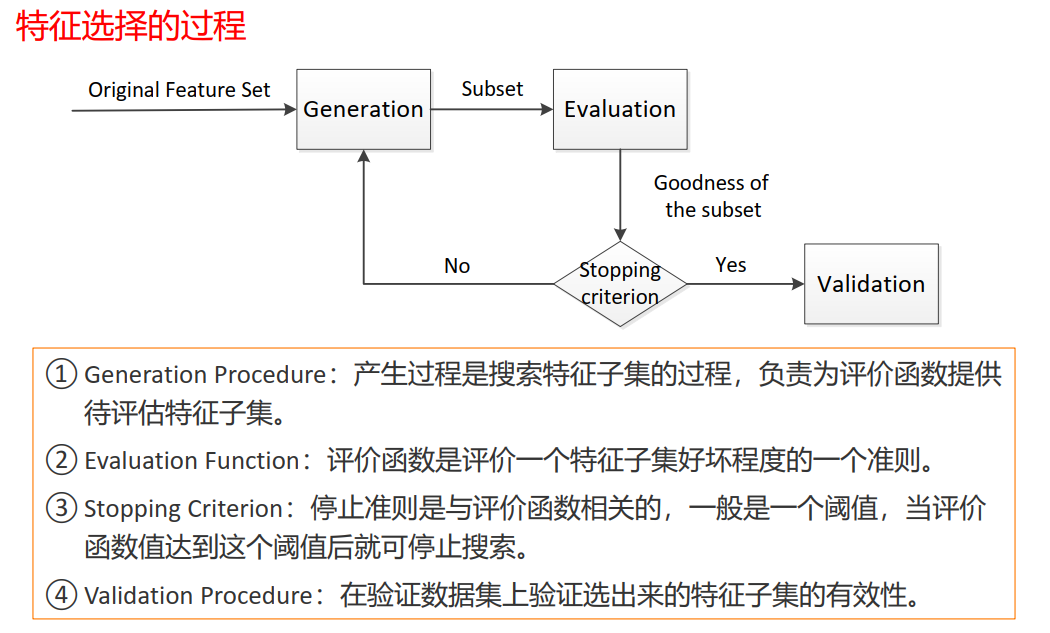 特征选择的过程
Original Feature Set
Generation
Subset
Evaluation
Goodness of
the subset
Stopping
criterion
No
Yes
Validation
① Generation Procedure：产生过程是搜索特征子集的过程，负责为评价函数提供
待评估特征子集。
② Evaluation Function：评价函数是评价一个特征子集好坏程度的一个准则。
③ Stopping Criterion：停止准则是与评价函数相关的，一般是一个阈值，当评价
函数值达到这个阈值后就可停止搜索。
④ Validation Procedure：在验证数据集上验证选出来的特征子集的有效性。